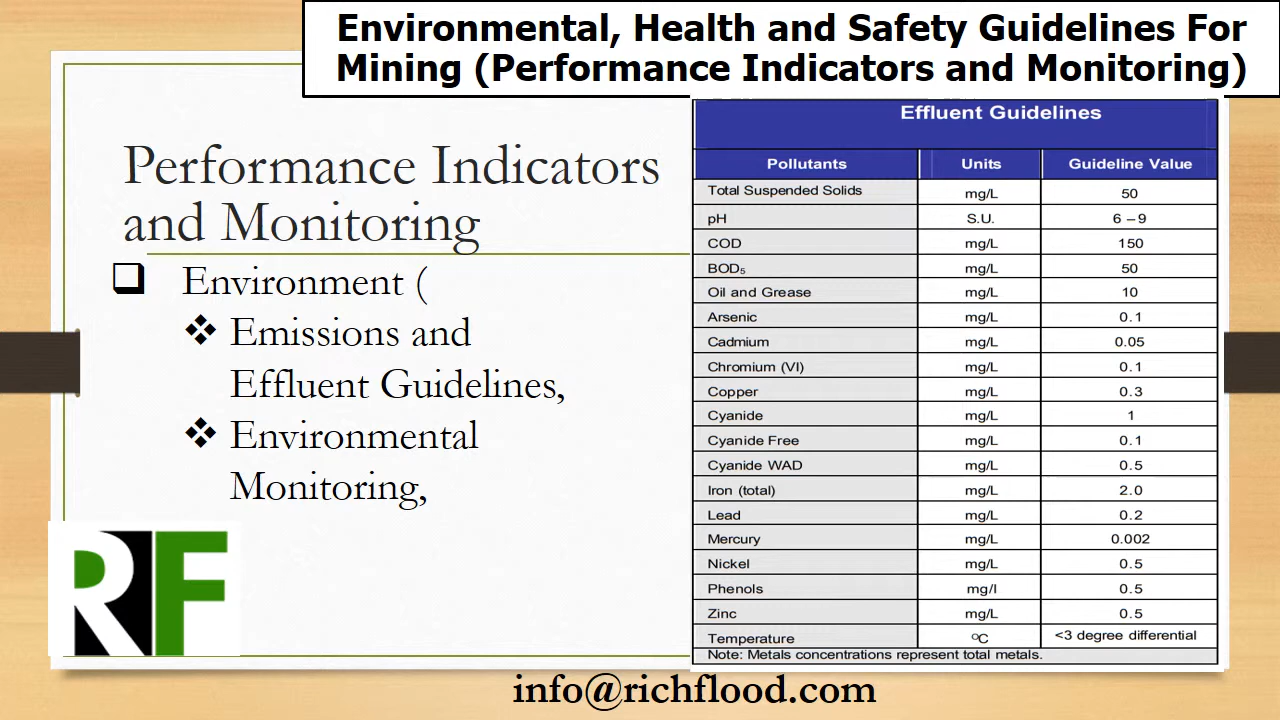 Environmental, Health and Safety Guidelines For
Mining (Performance Indicators and Monitoring)
Performance Indicators
and Monitoring
Environment (
Emissions and
Effluent Guidelines,
Environmental
Monitoring,
RF
Effluent Guidelines
Pollutants Units Guideline Value
Total Suspended Solids mg/L 50
pH S.U. 6 – 9
COD mg/L 150
BOD₅ mg/L 50
Oil and Grease mg/L 10
Arsenic mg/L 0.1
Cadmium mg/L 0.05
Chromium (VI) mg/L 0.1
Copper mg/L 0.3
Cyanide mg/L 1
Cyanide Free mg/L 0.1
Cyanide WAD mg/L 0.5
Iron (total) mg/L 2.0
Lead mg/L 0.2
Mercury mg/L 0.002
Nickel mg/L 0.5
Phenols mg/l 0.5
Zinc mg/L 0.5
Temperature ºC <3 degree differential
Note: Metals concentrations represent total metals.
info@richflood.com